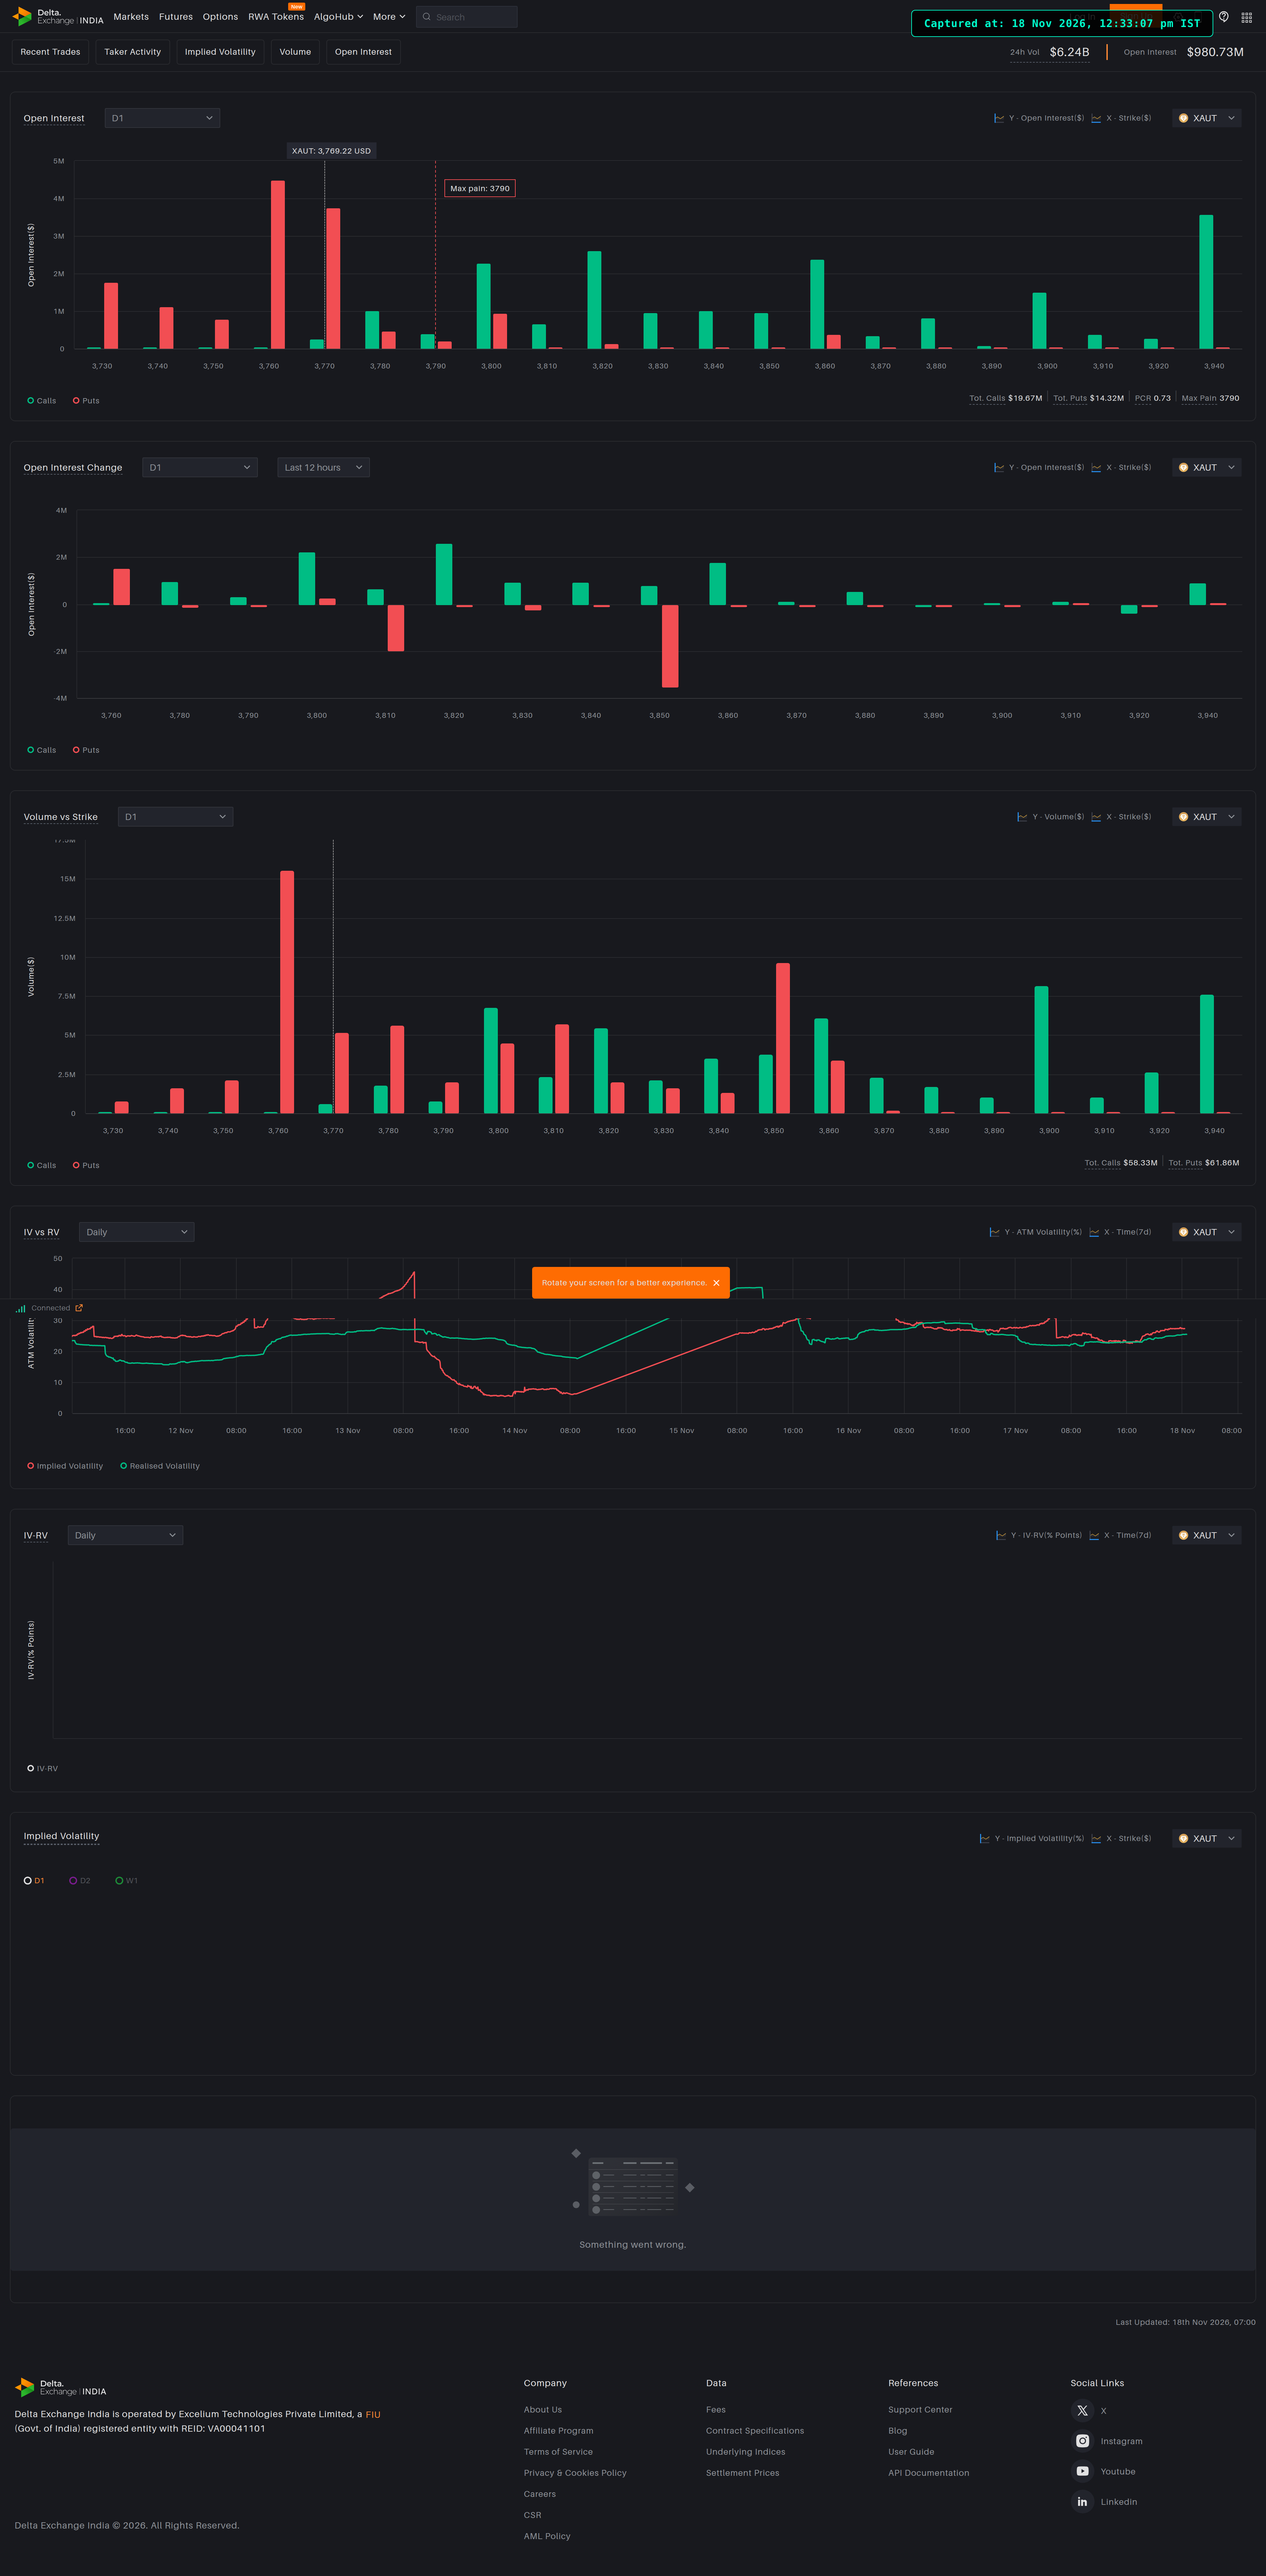 Delta. Exchange | INDIA Markets Futures Options RWA Tokens New AlgoHub More Search
Captured at: 18 Nov 2026, 12:33:07 pm IST
Recent Trades Taker Activity Implied Volatility Volume Open Interest 24h Vol $6.24B Open Interest $980.73M
Open Interest D1 Y - Open Interest($) X - Strike($) XAUT
XAUT: 3,769.22 USD
Max pain: 3790
5M
4M
3M
2M
1M
0
Open Interest($)
3,730 3,740 3,750 3,760 3,770 3,780 3,790 3,800 3,810 3,820 3,830 3,840 3,850 3,860 3,870 3,880 3,890 3,900 3,910 3,920 3,940
Calls Puts Tot. Calls $19.67M Tot. Puts $14.32M PCR 0.73 Max Pain 3790
Open Interest Change D1 Last 12 hours Y - Open Interest($) X - Strike($) XAUT
4M
2M
0
-2M
-4M
Open Interest($)
3,760 3,780 3,790 3,800 3,810 3,820 3,830 3,840 3,850 3,860 3,870 3,880 3,890 3,900 3,910 3,920 3,940
Calls Puts
Volume vs Strike D1 Y - Volume($) X - Strike($) XAUT
17.5M
15M
12.5M
10M
7.5M
5M
2.5M
0
Volume($)
3,730 3,740 3,750 3,760 3,770 3,780 3,790 3,800 3,810 3,820 3,830 3,840 3,850 3,860 3,870 3,880 3,890 3,900 3,910 3,920 3,940
Calls Puts Tot. Calls $58.33M Tot. Puts $61.86M
IV vs RV Daily Y - ATM Volatility(%) X - Time(7d) XAUT
50
40
Rotate your screen for a better experience.
Connected
30
20
10
0
ATM Volatilit
16:00 12 Nov 08:00 16:00 13 Nov 08:00 16:00 14 Nov 08:00 16:00 15 Nov 08:00 16:00 16 Nov 08:00 16:00 17 Nov 08:00 16:00 18 Nov 08:00
Implied Volatility Realised Volatility
IV-RV Daily Y - IV-RV(% Points) X - Time(7d) XAUT
IV-RV(% Points)
IV-RV
Implied Volatility Y - Implied Volatility(%) X - Strike($) XAUT
D1 D2 W1
Something went wrong.
Last Updated: 18th Nov 2026, 07:00
Delta. Exchange | INDIA
Delta Exchange India is operated by Excelium Technologies Private Limited, a FIU
(Govt. of India) registered entity with REID: VA00041101
Delta Exchange India © 2026. All Rights Reserved.
Company
About Us
Affiliate Program
Terms of Service
Privacy & Cookies Policy
Careers
CSR
AML Policy
Data
Fees
Contract Specifications
Underlying Indices
Settlement Prices
References
Support Center
Blog
User Guide
API Documentation
Social Links
X
Instagram
Youtube
Linkedin